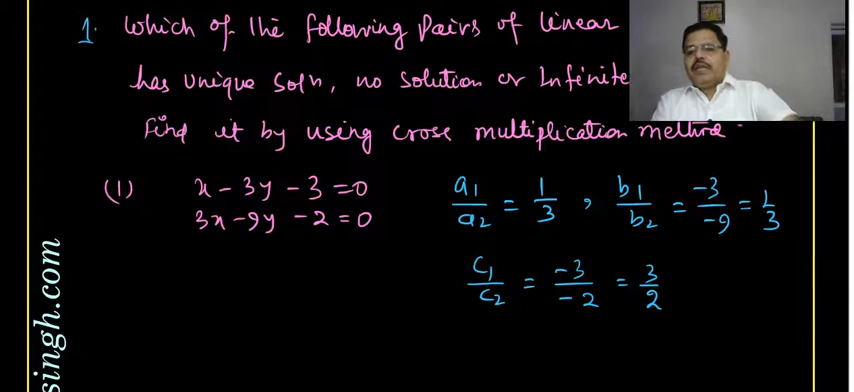 1. Which of the following pairs of linear
has unique soln, no solution or Infinite
Find it by using cross multiplication method.
(1) x - 3y - 3 = 0
3x - 9y - 2 = 0
a1/a2 = 1/3 , b1/b2 = -3/-9 = 1/3
c1/c2 = -3/-2 = 3/2
singh.com